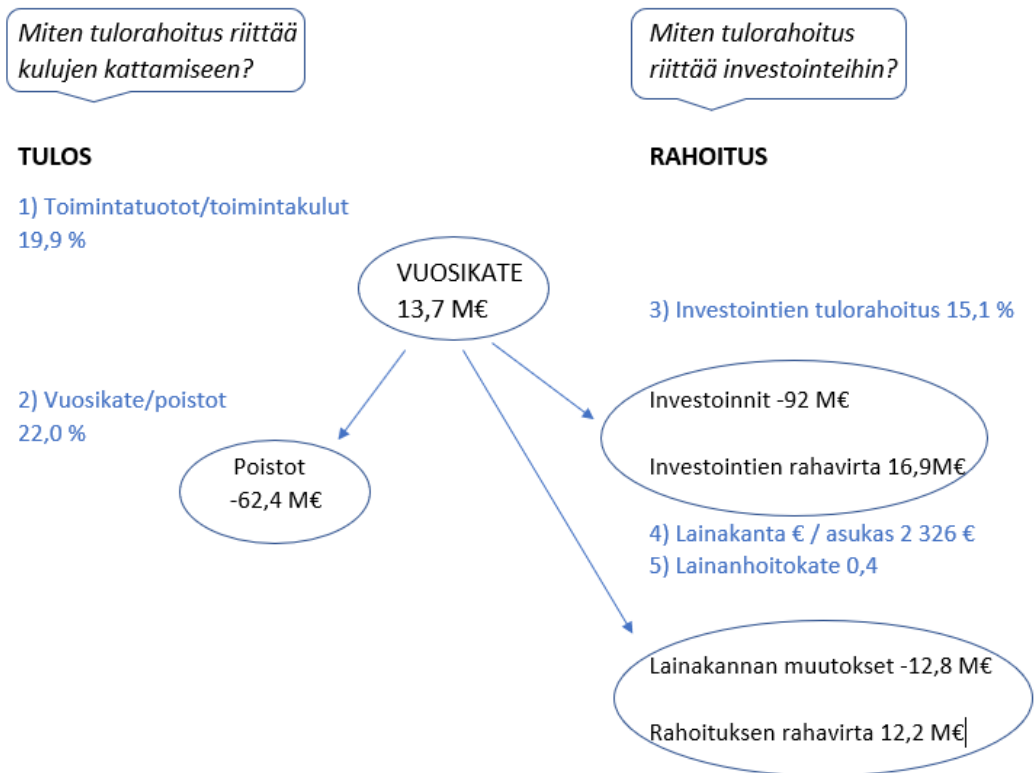 Miten tulorahoitus riittää
kulujen kattamiseen?
Miten tulorahoitus
riittää investointeihin?
TULOS
RAHOITUS
1) Toimintatuotot/toimintakulut
19,9 %
VUOSIKATE
13,7 M€
3) Investointien tulorahoitus 15,1 %
2) Vuosikate/poistot
22,0 %
Poistot
-62,4 M€
Investoinnit -92 M€
Investointien rahavirta 16,9M€
4) Lainakanta € / asukas 2 326 €
5) Lainanhoitokate 0,4
Lainakannan muutokset -12,8 M€
Rahoituksen rahavirta 12,2 M€